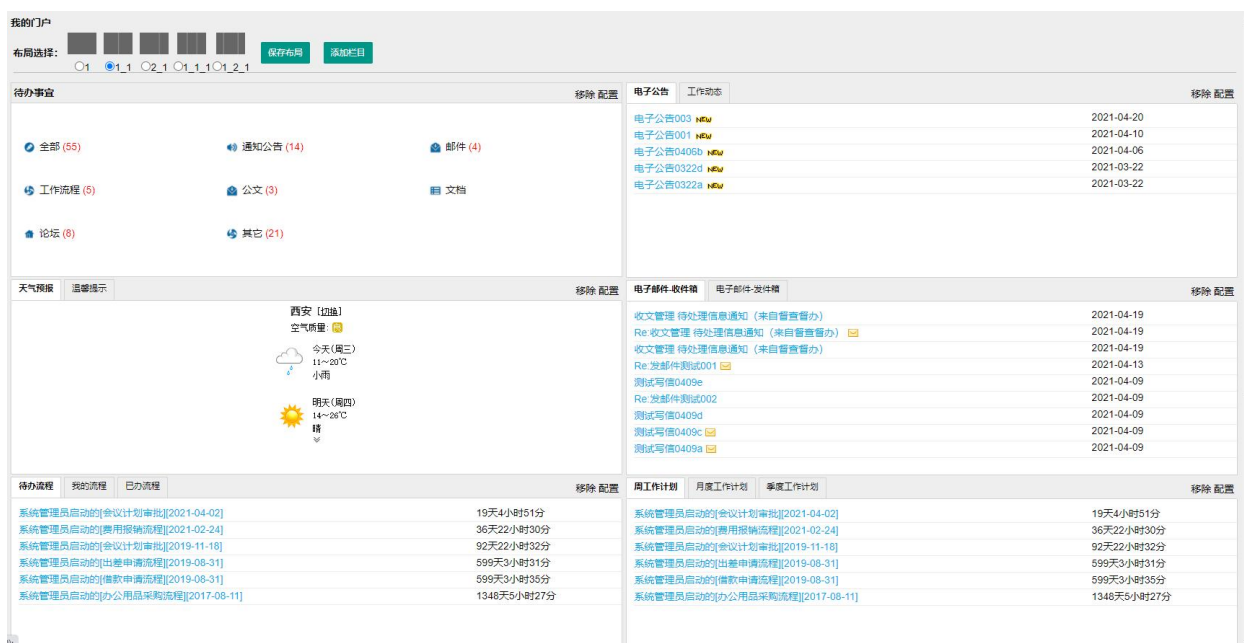 我的门户
布局选择:
1 1_1 2_1 1_1_1 1_2_1
保存布局 添加栏目
待办事宜 移除 配置
全部 (55) 通知公告 (14) 邮件 (4)
工作流程 (5) 公文 (3) 文档
论坛 (8) 其它 (21)
电子公告 工作动态 移除 配置
电子公告003 NEW 2021-04-20
电子公告001 NEW 2021-04-10
电子公告0406b NEW 2021-04-06
电子公告0322d NEW 2021-03-22
电子公告0322a NEW 2021-03-22
天气预报 温馨提示 移除 配置
西安 [切换]
空气质量:
今天(周三)
11～20℃
小雨
明天(周四)
14～26℃
晴
电子邮件-收件箱 电子邮件-发件箱 移除 配置
收文管理 待处理信息通知（来自督查督办） 2021-04-19
Re:收文管理 待处理信息通知（来自督查督办） 2021-04-19
收文管理 待处理信息通知（来自督查督办） 2021-04-19
Re:发邮件测试001 2021-04-13
测试写信0409e 2021-04-09
Re:发邮件测试002 2021-04-09
测试写信0409d 2021-04-09
测试写信0409c 2021-04-09
测试写信0409a 2021-04-09
待办流程 我的流程 已办流程 移除 配置
系统管理员启动的[会议计划审批][2021-04-02] 19天4小时51分
系统管理员启动的[费用报销流程][2021-02-24] 36天22小时30分
系统管理员启动的[会议计划审批][2019-11-18] 92天22小时32分
系统管理员启动的[出差申请流程][2019-08-31] 599天3小时31分
系统管理员启动的[借款申请流程][2019-08-31] 599天3小时35分
系统管理员启动的[办公用品采购流程][2017-08-11] 1348天5小时27分
周工作计划 月度工作计划 季度工作计划 移除 配置
系统管理员启动的[会议计划审批][2021-04-02] 19天4小时51分
系统管理员启动的[费用报销流程][2021-02-24] 36天22小时30分
系统管理员启动的[会议计划审批][2019-11-18] 92天22小时32分
系统管理员启动的[出差申请流程][2019-08-31] 599天3小时31分
系统管理员启动的[借款申请流程][2019-08-31] 599天3小时35分
系统管理员启动的[办公用品采购流程][2017-08-11] 1348天5小时27分